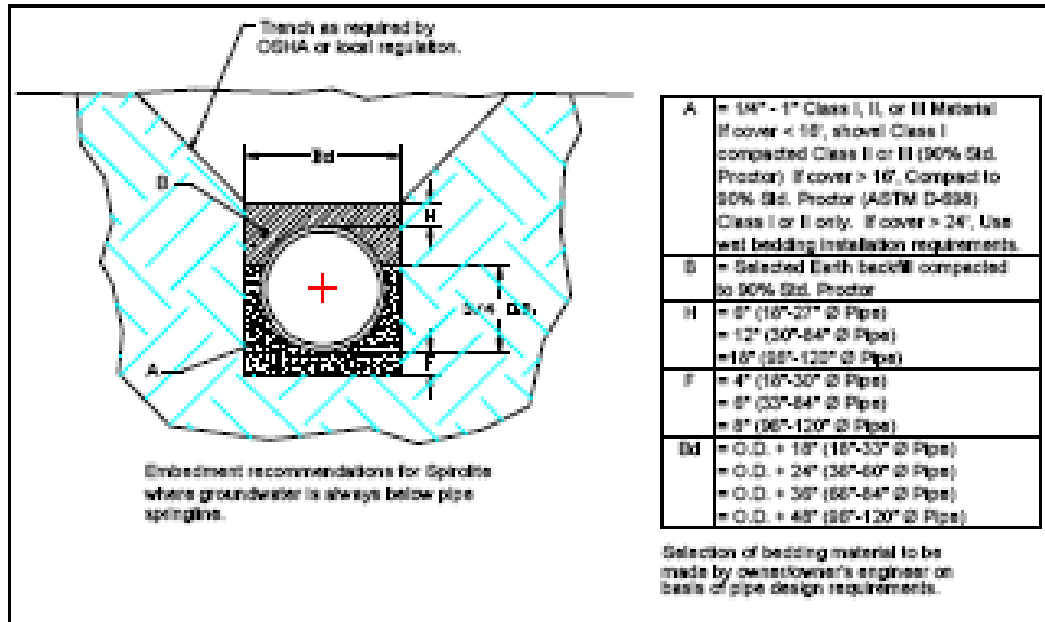 Trench as required by
OSHA or local regulation.
Bd
B
H
3/4 O.D.
A
F
Embedment recommendations for Spirolite
where groundwater is always below pipe
springline.
A = 1/4" - 1" Class I, II, or III Material
If cover < 16', shovel Class I
compacted Class II or III (90% Std.
Proctor) If cover > 16', Compact to
90% Std. Proctor (ASTM D-698)
Class I or II only. If cover > 24', Use
wet bedding installation requirements.
B = Selected Earth backfill compacted
to 90% Std. Proctor
H = 6" (18"-27" Ø Pipe)
= 12" (30"-84" Ø Pipe)
=18" (96"-120" Ø Pipe)
F = 4" (18"-30" Ø Pipe)
= 6" (33"-84" Ø Pipe)
= 8" (96"-120" Ø Pipe)
Bd = O.D. + 18" (18"-33" Ø Pipe)
= O.D. + 24" (36"-60" Ø Pipe)
= O.D. + 36" (66"-84" Ø Pipe)
= O.D. + 48" (96"-120" Ø Pipe)
Selection of bedding material to be
made by owner/owner's engineer on
basis of pipe design requirements.